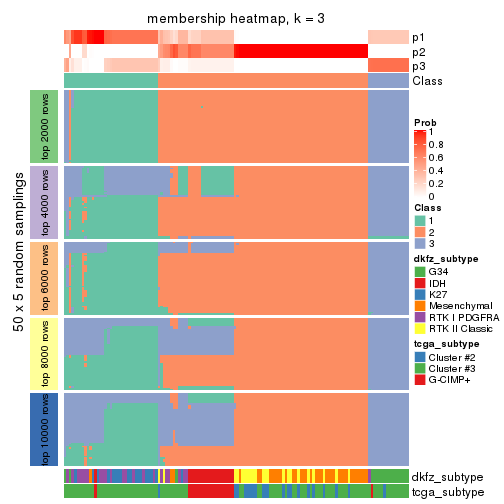 membership heatmap, k = 3
p1
p2
p3
Class
50 x 5 random samplings
top 2000 rows
top 4000 rows
top 6000 rows
top 8000 rows
top 10000 rows
Prob
1
0.8
0.6
0.4
0.2
0
Class
1
2
3
dkfz_subtype
G34
IDH
K27
Mesenchymal
RTK I PDGFRA
RTK II Classic
tcga_subtype
Cluster #2
Cluster #3
G-CIMP+
dkfz_subtype
tcga_subtype